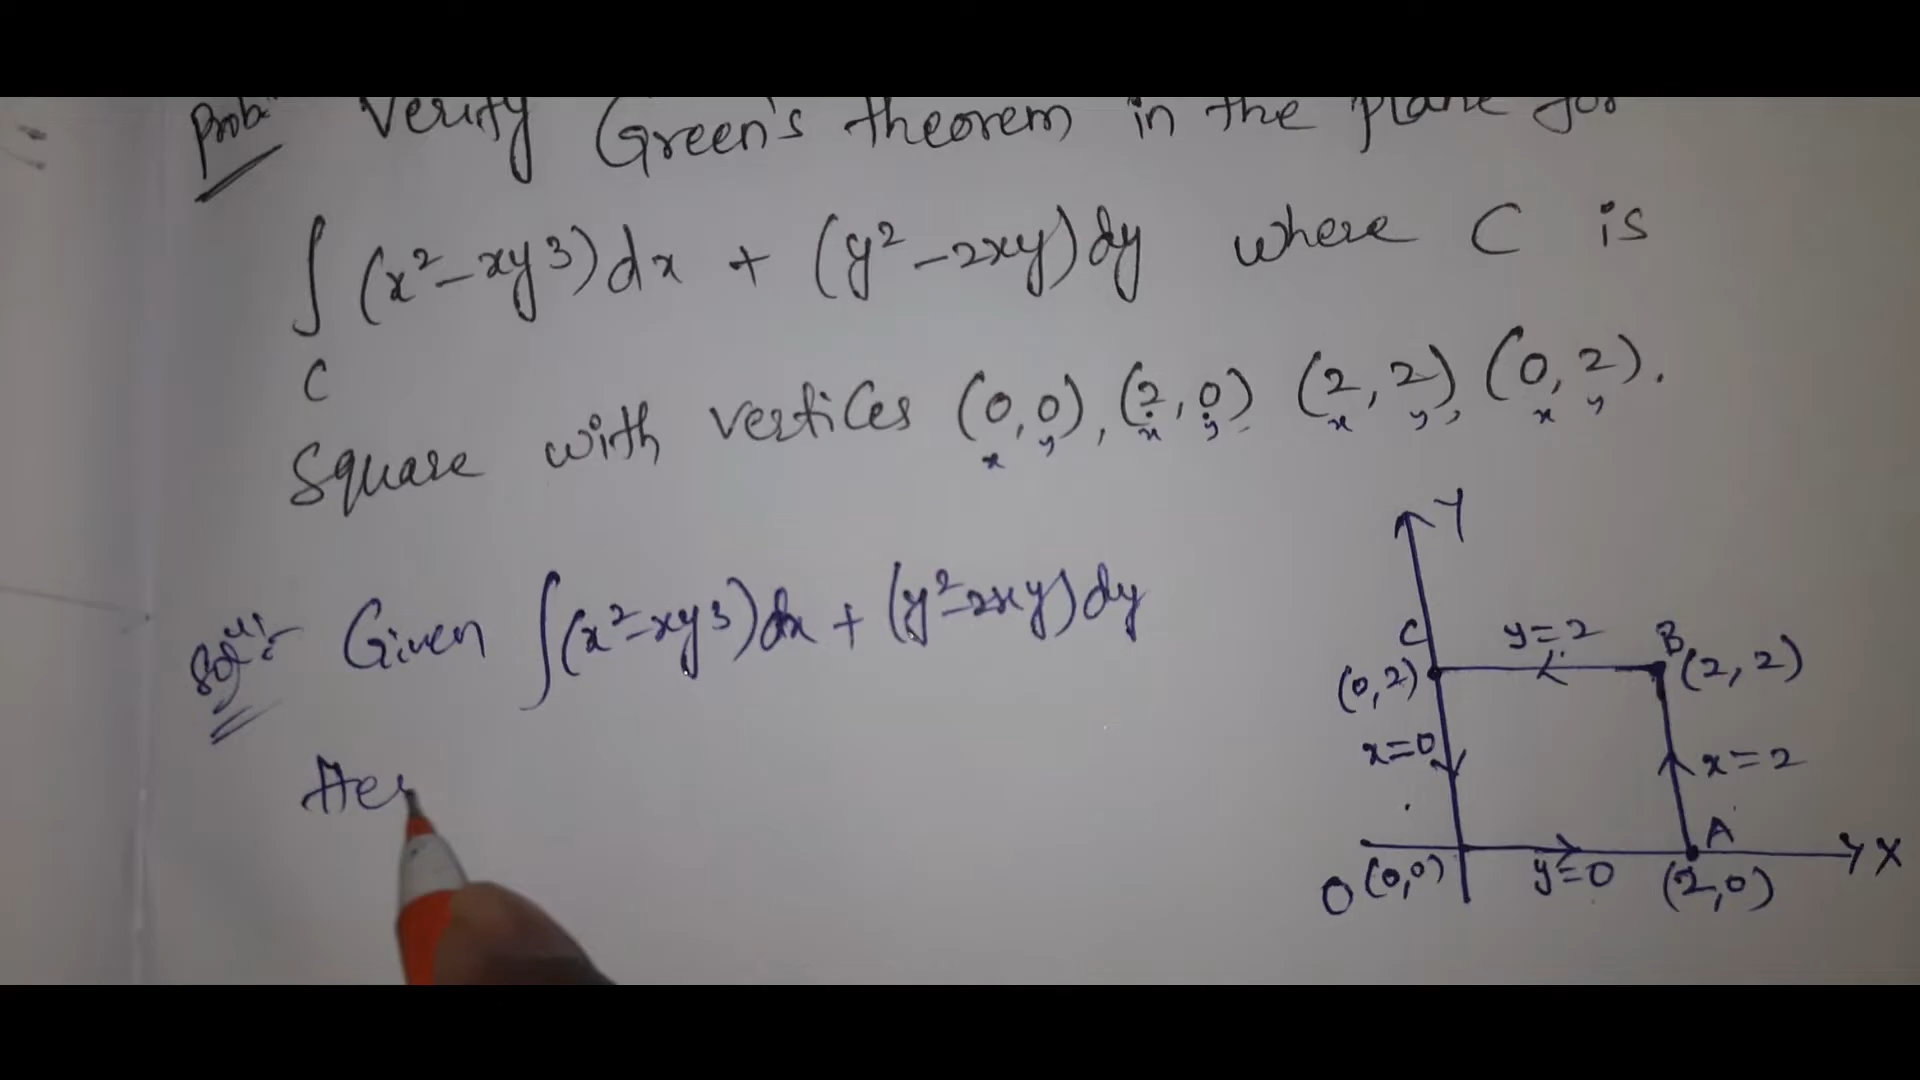 Prob:- Verify Green's theorem in the plane for
∫ (x²-xy³)dx + (y²-2xy)dy where C is
C
Square with vertices (0,0), (2,0) (2,2), (0,2).
x y x y x y x y
Sol:- Given ∫(x²-xy³)dx + (y²-2xy)dy
Her
Y
C y=2 B
(0,2) (2,2)
x=0 x=2
A
X
O (0,0) y=0 (2,0)